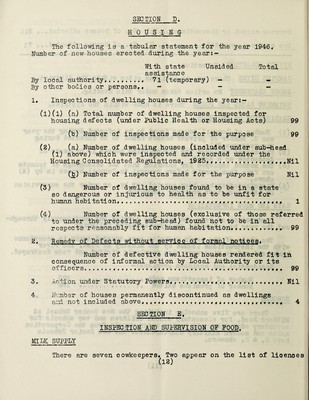 SECTION D.
HOUSING
The following is a tabular statement for the year 1946.
Number of new houses erected during the year:-
With state Unaided Total
assistance
By local authority.......... 71 (temporary) - -
By other bodies or persons.. - - -
1. Inspections of dwelling houses during the year:-
(1)(1) (a) Total number of dwelling houses inspected for
housing defects (under Public Health or Housing Acts) 99
(b) Number of inspections made for the purpose 99
(2) (a) Number of dwelling houses (included under sub-head
(1) above) which were inspected and recorded under the
Housing Consolidated Regulations, 1925....................Nil
(b) Number of inspections made for the purpose Nil
(3) Number of dwelling houses found to be in a state
so dangerous or injurious to health as to be unfit for
human habitation............................................ 1
(4) Number of dwelling houses (exclusive of those referred
to under the preceding sub-head) found not to be in all
respects reasonably fit for human habitation.............. 99
2. Remedy of Defects without service of formal notices.
Number of defective dwelling houses rendered fit in
consequence of informal action by Local Authority or its
officers.................................................... 99
3. Action under Statutory Powers............................ Nil
4. Number of houses permanently discontinued as dwellings
and not included above...................................... 4
SECTION E.
INSPECTION AND SUPERVISION OF FOOD.
MILK SUPPLY
There are seven cowkeepers. Two appear on the list of licenses
(12)